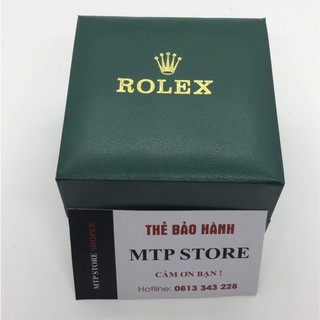 ROLEX
THẺ BẢO HÀNH
MTP STORE
CẢM ƠN BẠN !
Hotline: 0813 343 228
MTP STORE SHOPEE